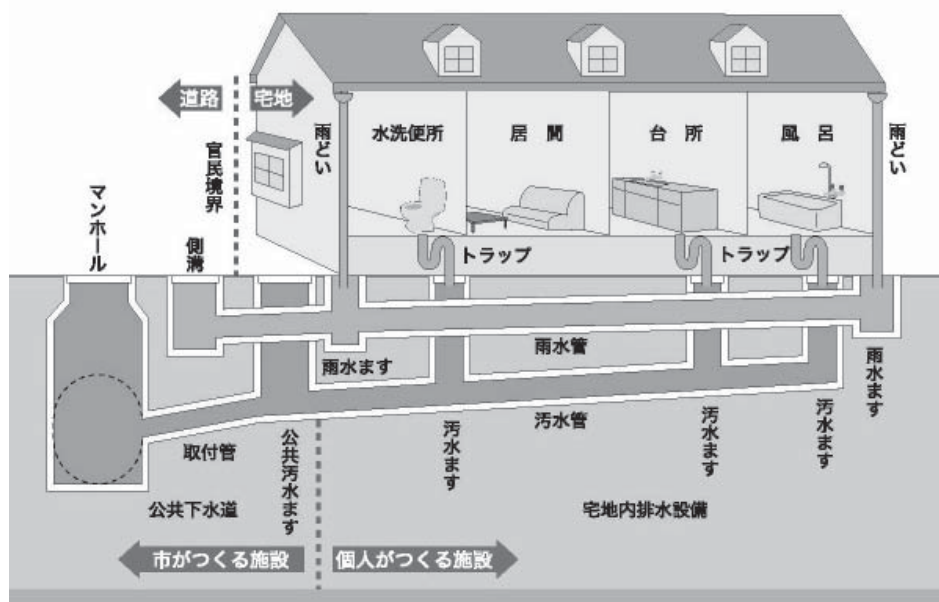 道路
宅地
官民境界
雨どい
水洗便所
居間
台所
風呂
雨どい
マンホール
側溝
トラップ
トラップ
雨水ます
雨水管
雨水ます
取付管
公共汚水ます
汚水ます
汚水管
汚水ます
汚水ます
公共下水道
宅地内排水設備
市がつくる施設
個人がつくる施設